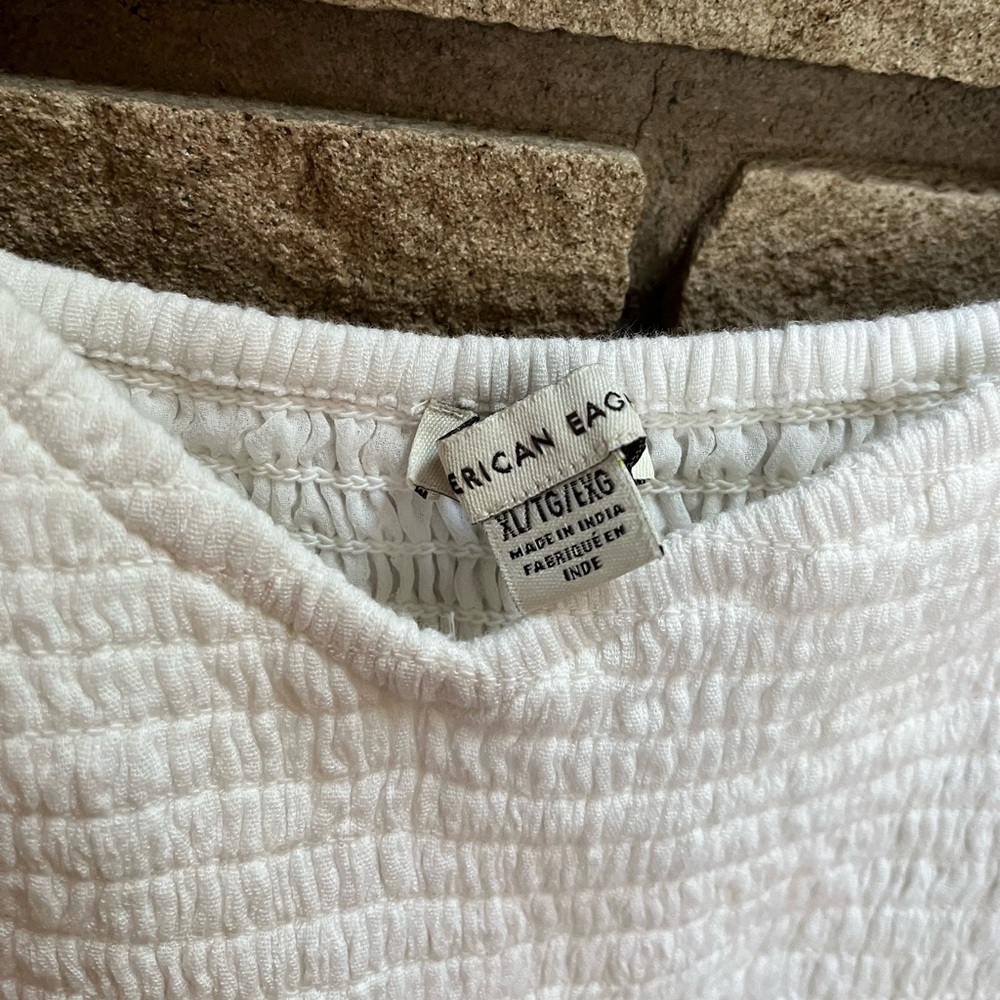 ERICAN EAG
XL/TG/EXG
MADE IN INDIA
FABRIQUÉ EN
INDE